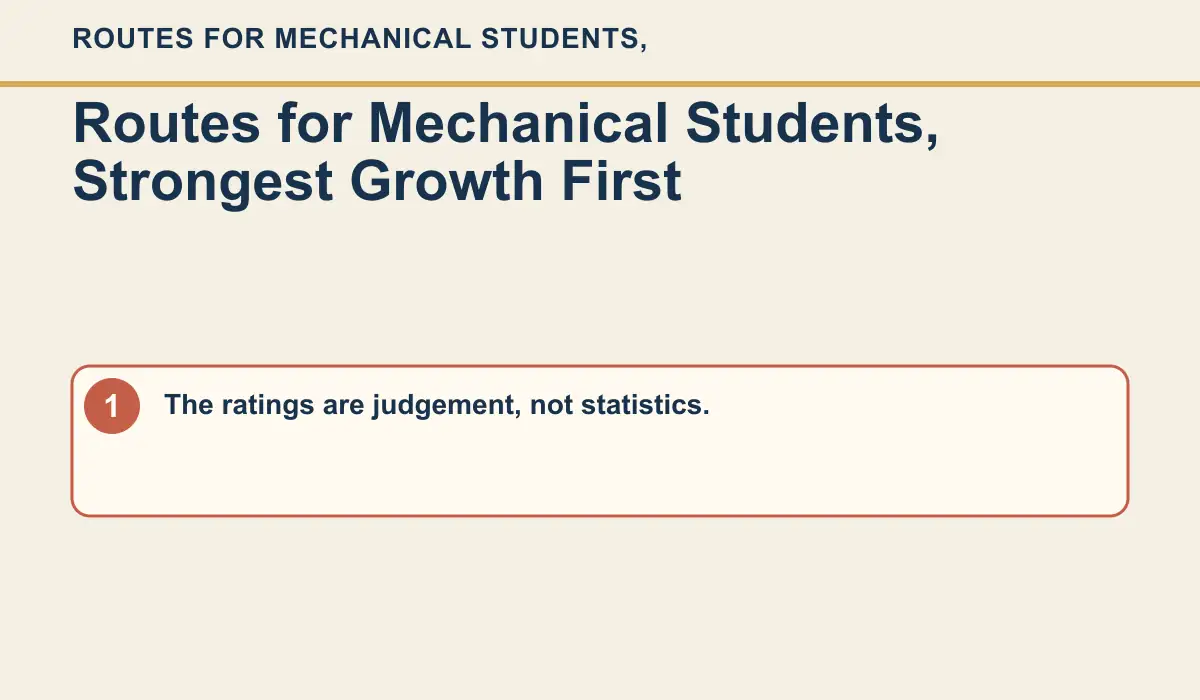 ROUTES FOR MECHANICAL STUDENTS,
Routes for Mechanical Students,
Strongest Growth First
1 The ratings are judgement, not statistics.